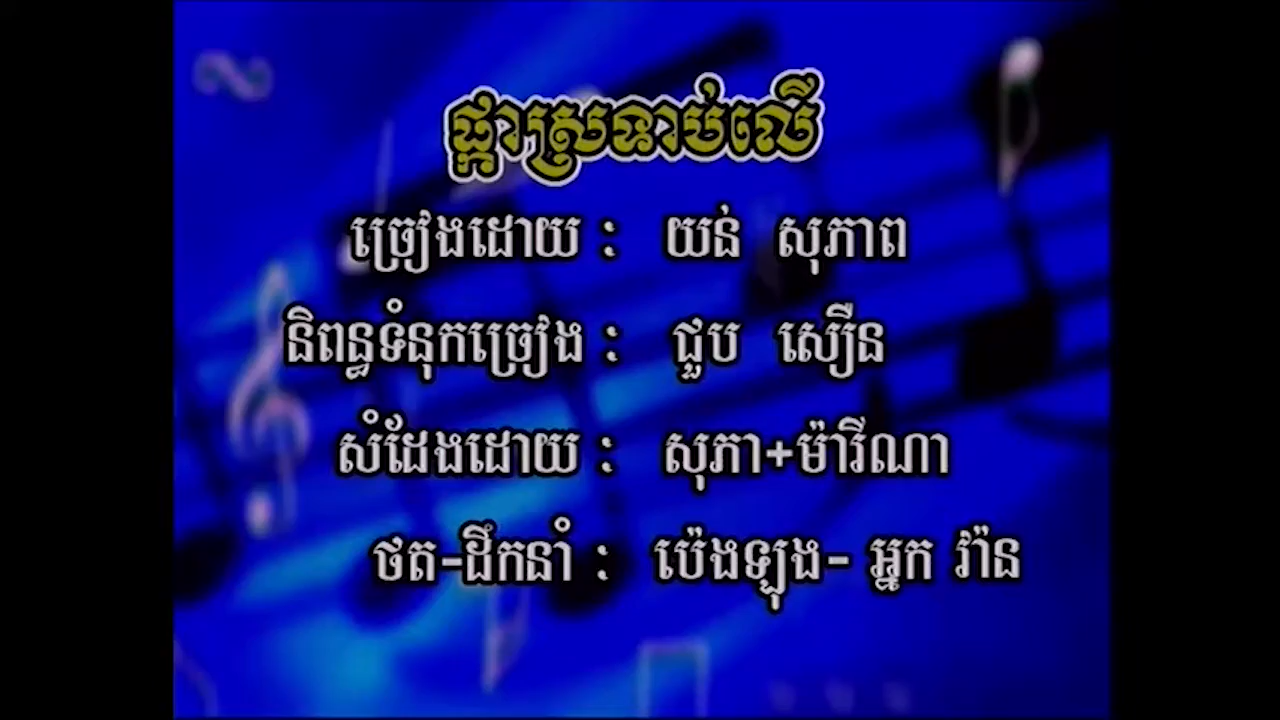 ផ្កាស្រទាប់លើ
ច្រៀងដោយ : យន់ សុភាព
និពន្ធទំនុកច្រៀង : ជួប សឿន
សំដែងដោយ : សុភា+ម៉ារីណា
ថត-ដឹកនាំ : ប៉េងឡុង- អ្នក វ៉ាន